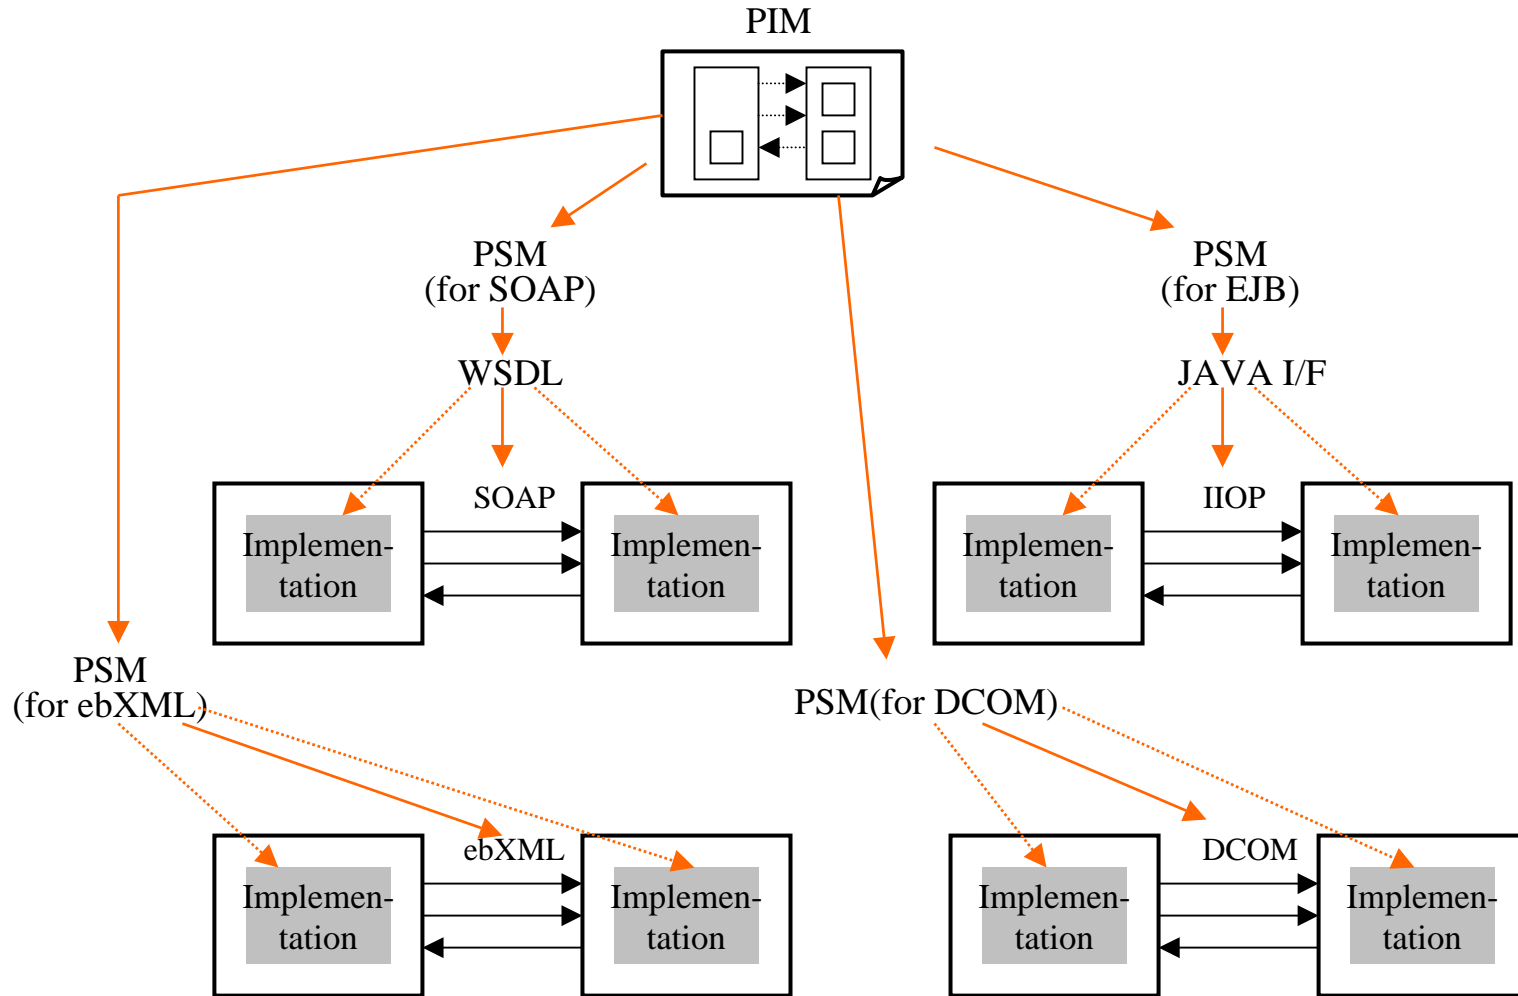 PIM
PSM
(for SOAP)
PSM
(for EJB)
WSDL
JAVA I/F
SOAP
IIOP
Implemen-
tation
Implemen-
tation
Implemen-
tation
Implemen-
tation
PSM
(for ebXML)
PSM(for DCOM)
ebXML
DCOM
Implemen-
tation
Implemen-
tation
Implemen-
tation
Implemen-
tation